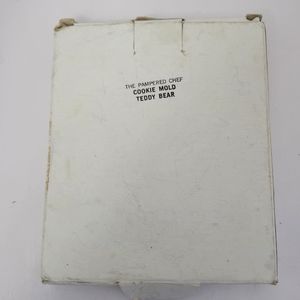 THE PAMPERED CHEF
COOKIE MOLD
TEDDY BEAR